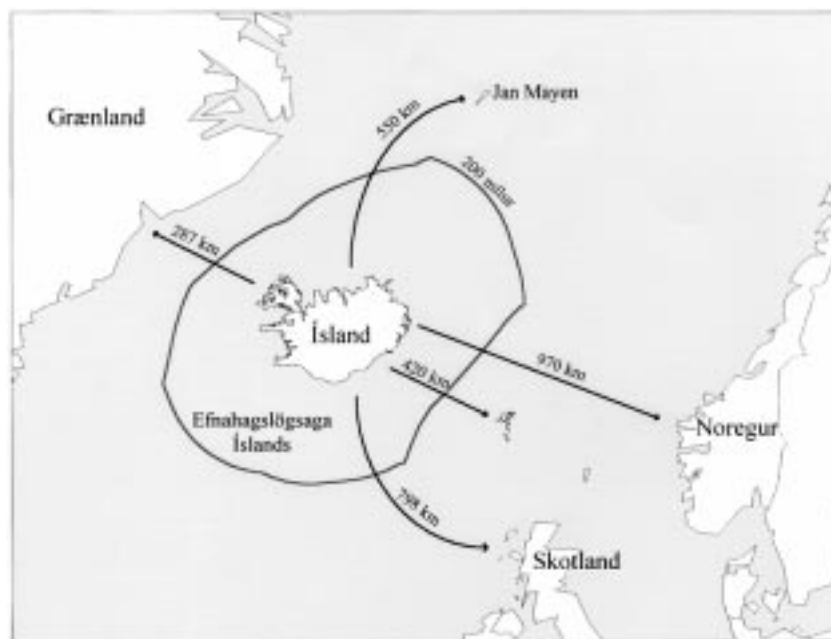 Jan Mayen
Grænland
550 km
200 mílur
287 km
Ísland
970 km
420 km
Efnahagslögsaga
Íslands
Noregur
798 km
Skotland